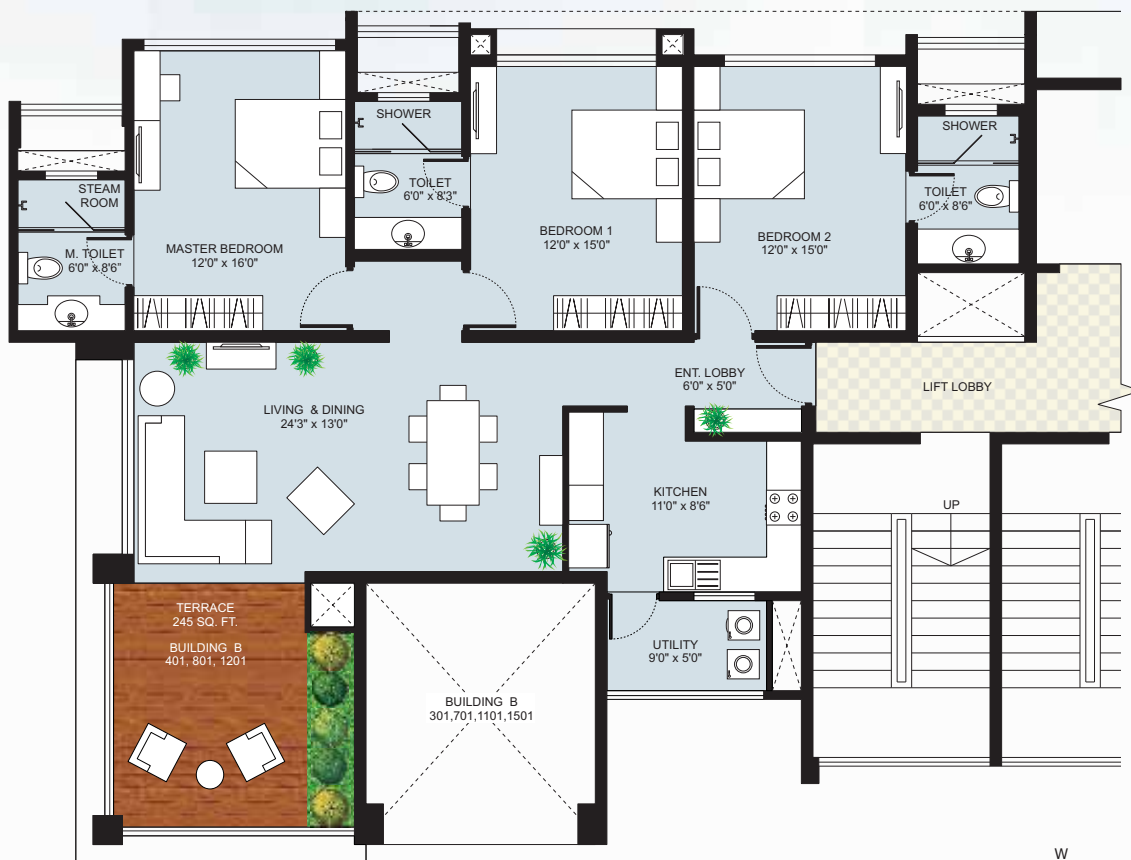 SHOWER
SHOWER
STEAM
ROOM
TOILET
6'0" x 8'3"
TOILET
6'0" x 8'6"
M. TOILET
6'0" x 8'6"
MASTER BEDROOM
12'0" x 16'0"
BEDROOM 1
12'0" x 15'0"
BEDROOM 2
12'0" x 15'0"
ENT. LOBBY
6'0" x 5'0"
LIFT LOBBY
LIVING & DINING
24'3" x 13'0"
KITCHEN
11'0" x 8'6"
UP
TERRACE
245 SQ. FT.
BUILDING B
401, 801, 1201
UTILITY
9'0" x 5'0"
BUILDING B
301,701,1101,1501
W